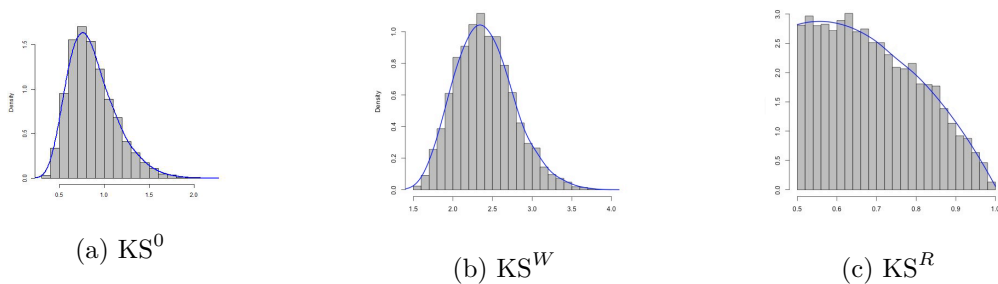 Density
0.0 0.5 1.0 1.5
0.5 1.0 1.5 2.0
(a) KS^0
Density
0.0 0.2 0.4 0.6 0.8 1.0
1.5 2.0 2.5 3.0 3.5 4.0
(b) KS^W
0.0 0.5 1.0 1.5 2.0 2.5 3.0
0.5 0.6 0.7 0.8 0.9 1.0
(c) KS^R